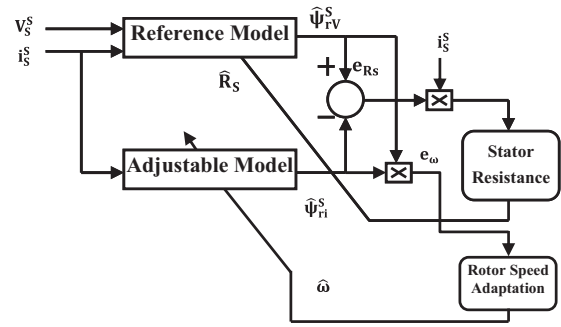 V_S^S
i_S^S
Reference Model
ψ̂_rV^S
+
e_Rs
i_S^S
R̂_S
×
−
Adjustable Model
×
e_ω
ψ̂_ri^S
Stator
Resistance
Rotor Speed
Adaptation
ω̂